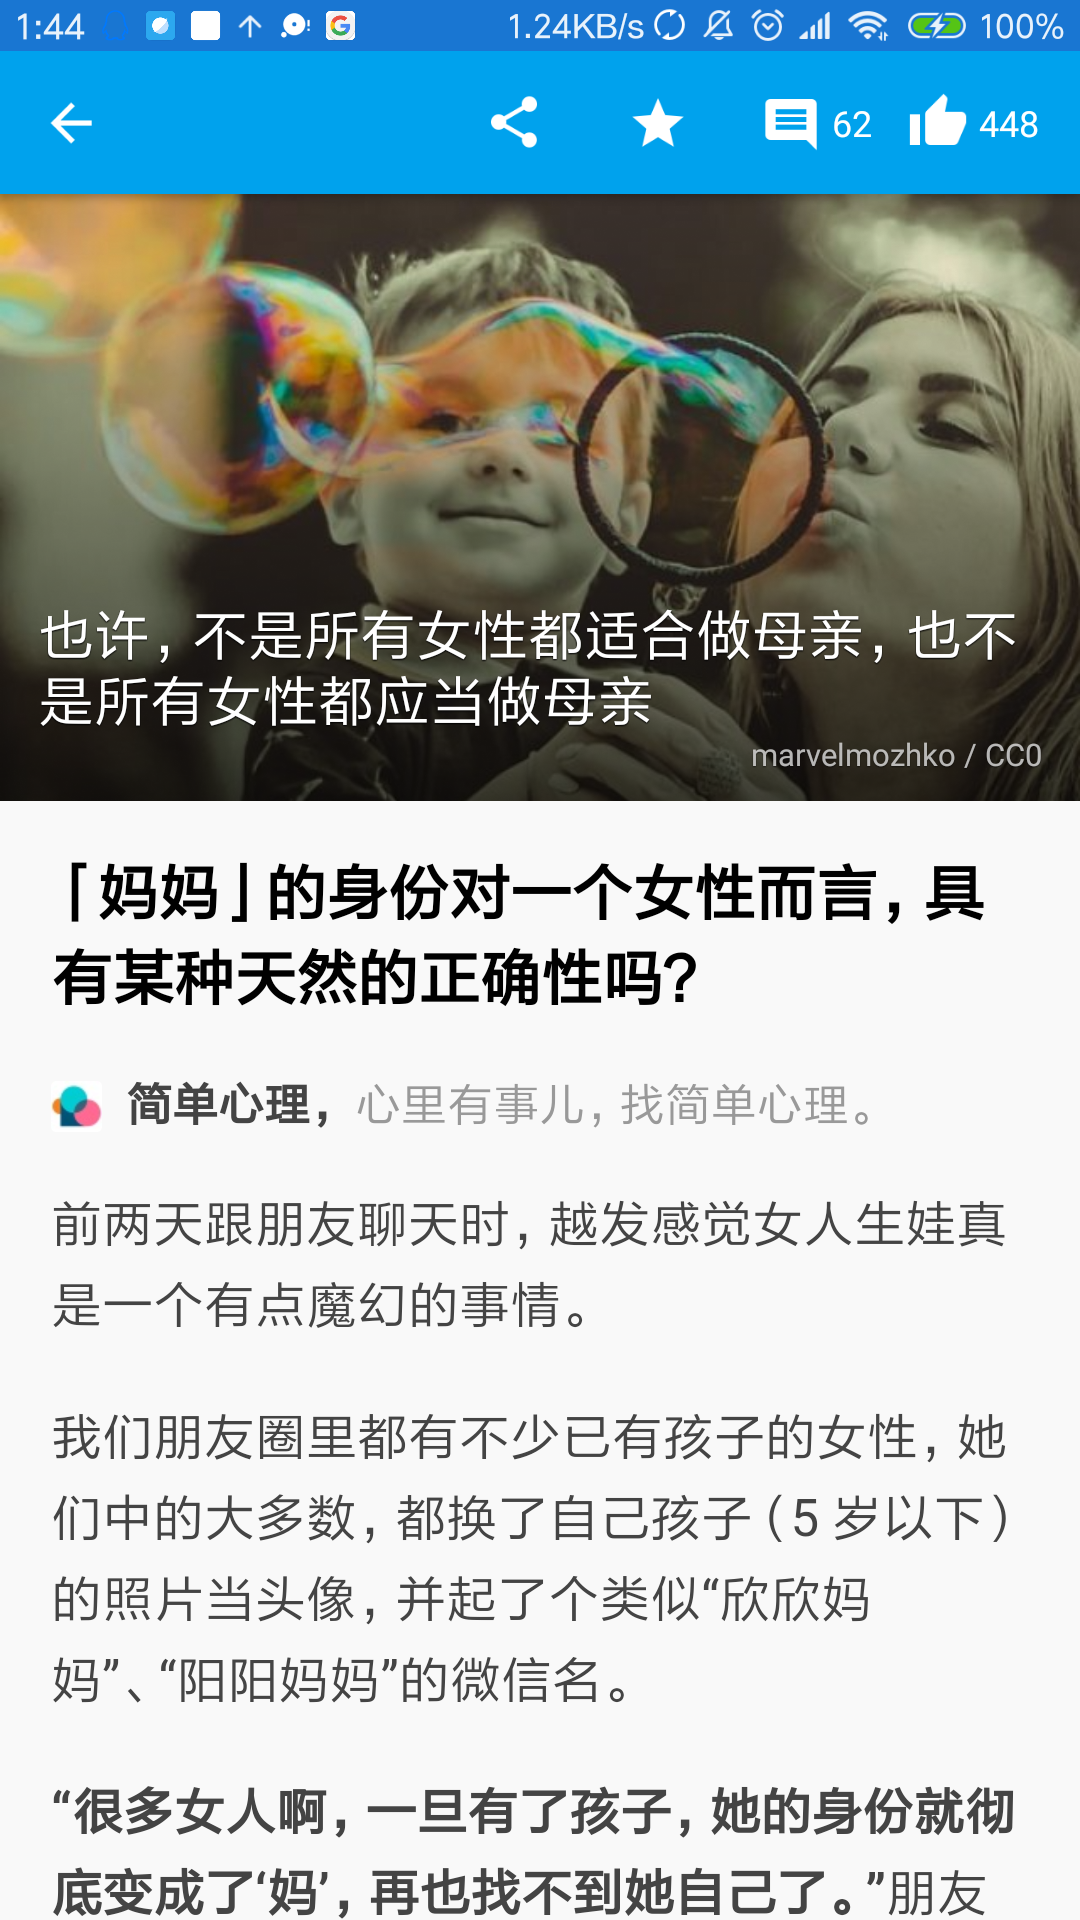 1:44 1.24KB/s 100%
62 448
也许，不是所有女性都适合做母亲，也不
是所有女性都应当做母亲
marvelmozhko / CC0
「妈妈」的身份对一个女性而言，具
有某种天然的正确性吗？
简单心理，心里有事儿，找简单心理。
前两天跟朋友聊天时，越发感觉女人生娃真
是一个有点魔幻的事情。
我们朋友圈里都有不少已有孩子的女性，她
们中的大多数，都换了自己孩子（5 岁以下）
的照片当头像，并起了个类似“欣欣妈
妈”、“阳阳妈妈”的微信名。
“很多女人啊，一旦有了孩子，她的身份就彻
底变成了‘妈’，再也找不到她自己了。”朋友